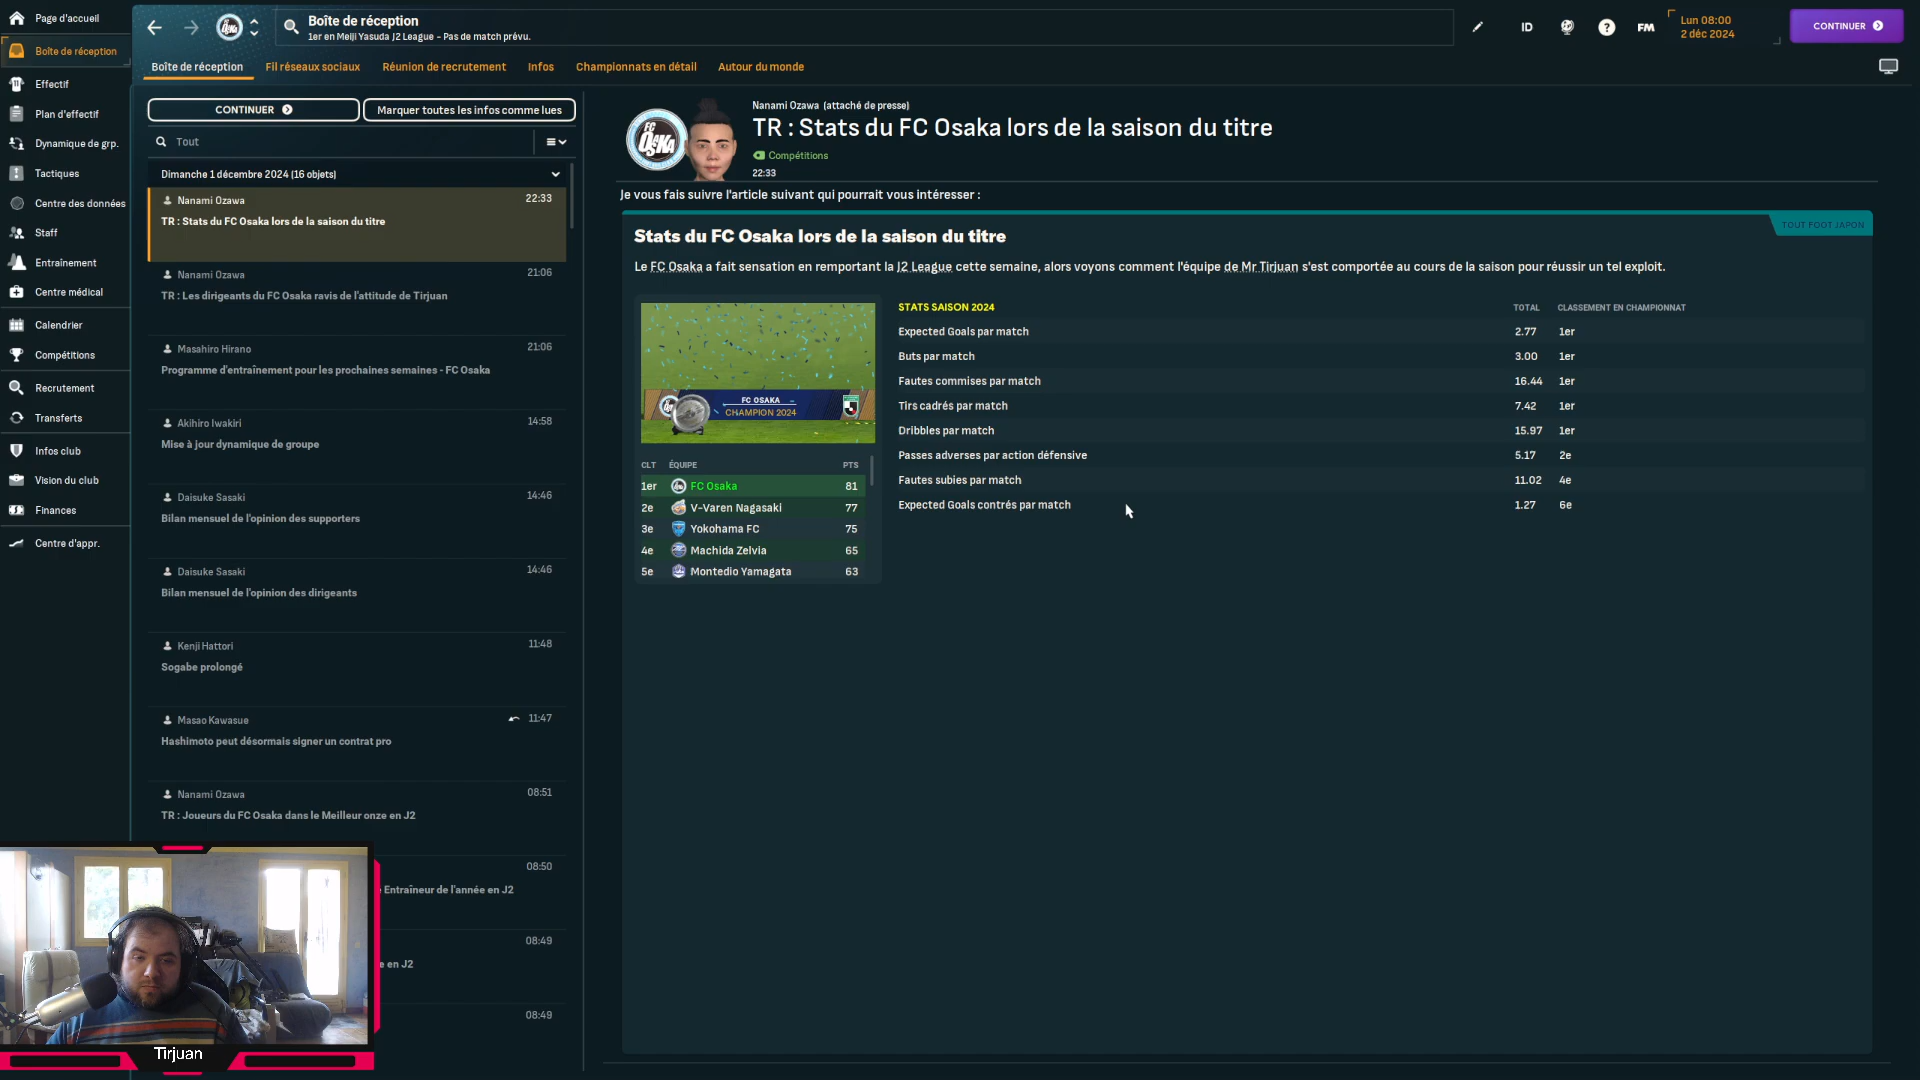 Page d'accueil
Boîte de réception
Effectif
Plan d'effectif
Dynamique de grp.
Tactiques
Centre des données
Staff
Entraînement
Centre médical
Calendrier
Compétitions
Recrutement
Transferts
Infos club
Vision du club
Finances
Centre d'appr.
Boîte de réception
1er en Meiji Yasuda J2 League - Pas de match prévu.
ID
FM
Lun 08:00
2 déc 2024
CONTINUER
Boîte de réception Fil réseaux sociaux Réunion de recrutement Infos Championnats en détail Autour du monde
CONTINUER Marquer toutes les infos comme lues
Tout
Dimanche 1 décembre 2024 (16 objets)
Nanami Ozawa 22:33
TR : Stats du FC Osaka lors de la saison du titre
Nanami Ozawa 21:06
TR : Les dirigeants du FC Osaka ravis de l'attitude de Tirjuan
Masahiro Hirano 21:06
Programme d'entraînement pour les prochaines semaines - FC Osaka
Akihiro Iwakiri 14:58
Mise à jour dynamique de groupe
Daisuke Sasaki 14:46
Bilan mensuel de l'opinion des supporters
Daisuke Sasaki 14:46
Bilan mensuel de l'opinion des dirigeants
Kenji Hattori 11:48
Sogabe prolongé
Masao Kawasue 11:47
Hashimoto peut désormais signer un contrat pro
Nanami Ozawa 08:51
TR : Joueurs du FC Osaka dans le Meilleur onze en J2
08:50
Entraîneur de l'année en J2
08:49
e en J2
08:49
Tirjuan
FC OSAKA
Nanami Ozawa (attaché de presse)
TR : Stats du FC Osaka lors de la saison du titre
Compétitions
22:33
Je vous fais suivre l'article suivant qui pourrait vous intéresser :
TOUT FOOT JAPON
Stats du FC Osaka lors de la saison du titre
Le FC Osaka a fait sensation en remportant la J2 League cette semaine, alors voyons comment l'équipe de Mr Tirjuan s'est comportée au cours de la saison pour réussir un tel exploit.
FC OSAKA
CHAMPION 2024
CLT ÉQUIPE PTS
1er FC Osaka 81
2e V-Varen Nagasaki 77
3e Yokohama FC 75
4e Machida Zelvia 65
5e Montedio Yamagata 63
STATS SAISON 2024 TOTAL CLASSEMENT EN CHAMPIONNAT
Expected Goals par match 2.77 1er
Buts par match 3.00 1er
Fautes commises par match 16.44 1er
Tirs cadrés par match 7.42 1er
Dribbles par match 15.97 1er
Passes adverses par action défensive 5.17 2e
Fautes subies par match 11.02 4e
Expected Goals contrés par match 1.27 6e